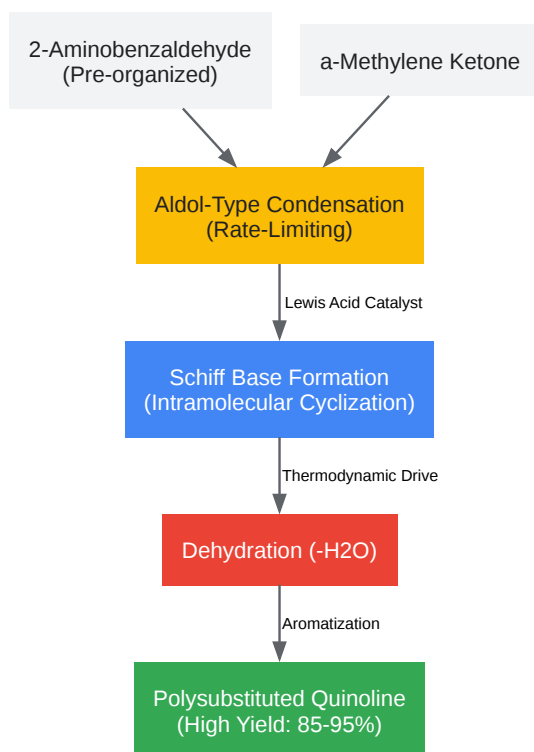 2-Aminobenzaldehyde
(Pre-organized)
a-Methylene Ketone
Aldol-Type Condensation
(Rate-Limiting)
Lewis Acid Catalyst
Schiff Base Formation
(Intramolecular Cyclization)
Thermodynamic Drive
Dehydration (-H2O)
Aromatization
Polysubstituted Quinoline
(High Yield: 85-95%)